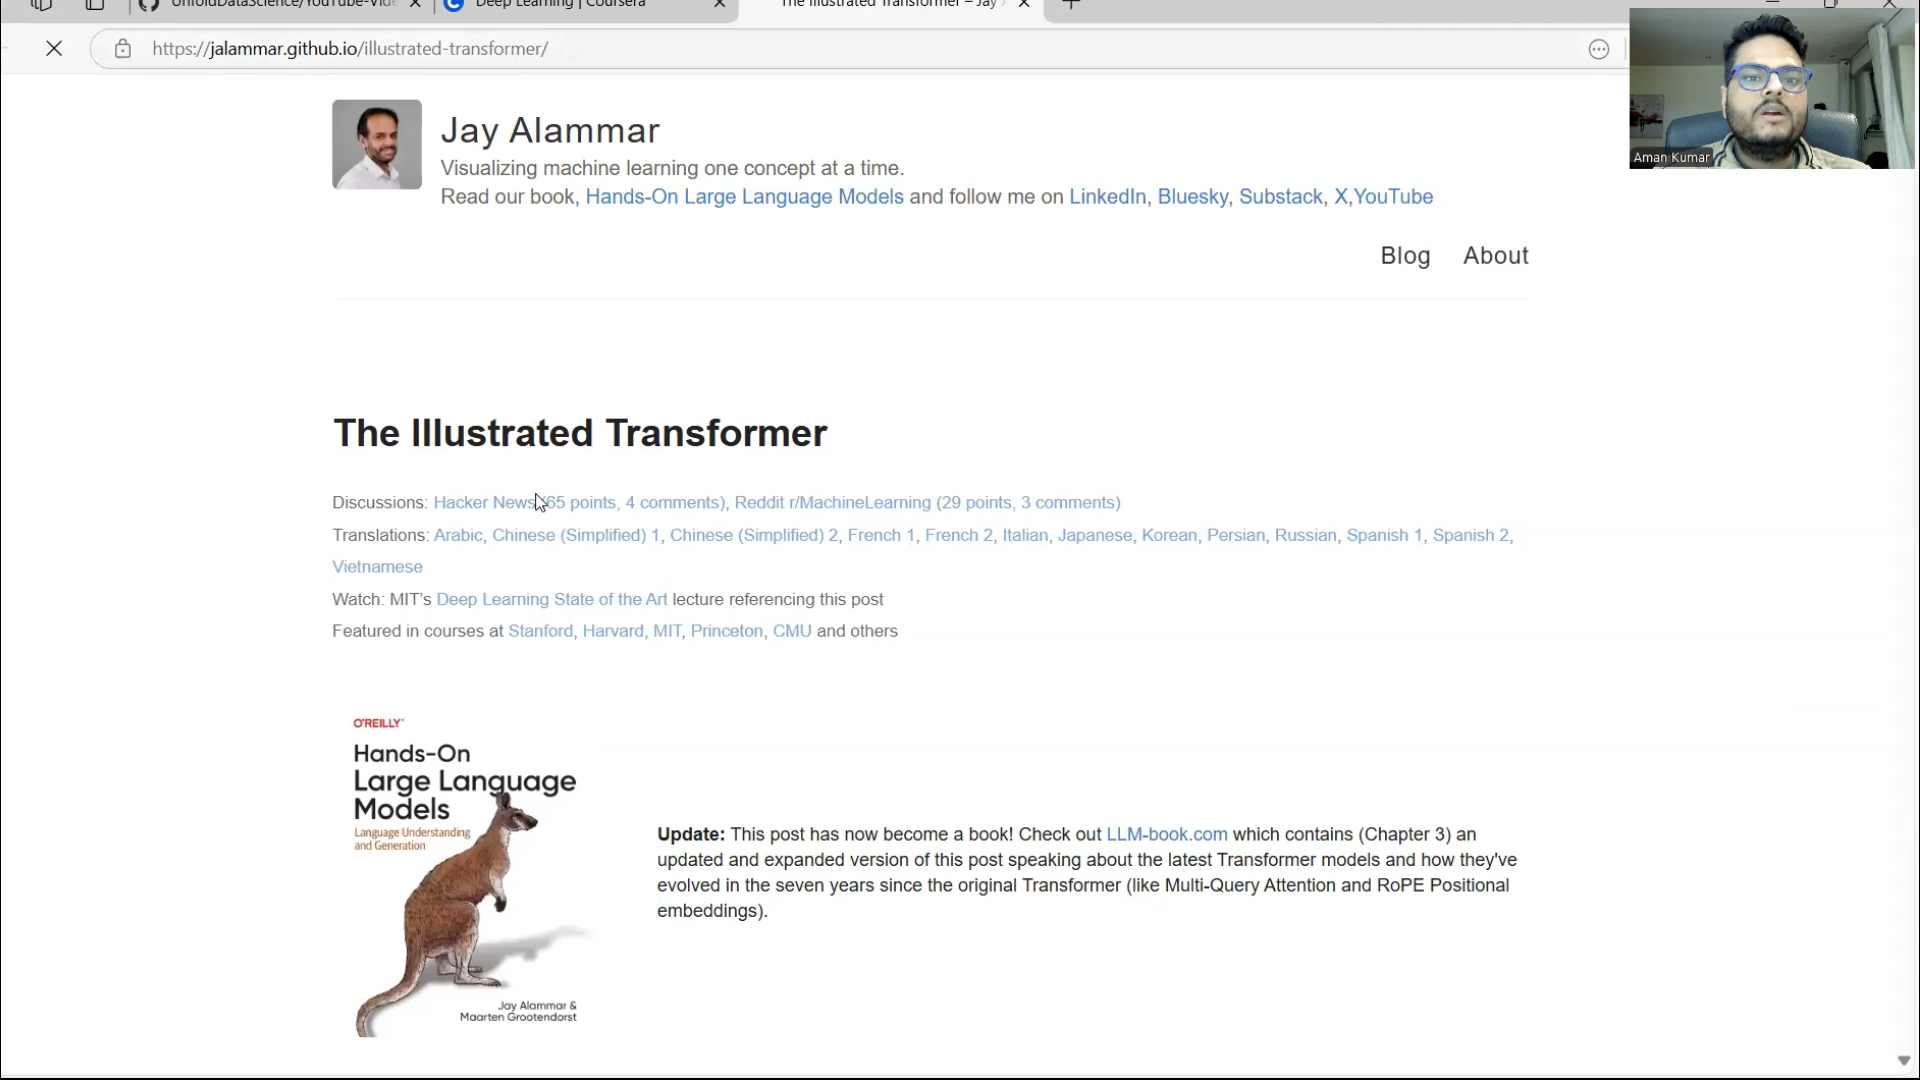 UnfoldDataScience/YouTube-Vide
Deep Learning | Coursera
The Illustrated Transformer – Jay A
https://jalammar.github.io/illustrated-transformer/
Aman Kumar
Jay Alammar
Visualizing machine learning one concept at a time.
Read our book, Hands-On Large Language Models and follow me on LinkedIn, Bluesky, Substack, X,YouTube
Blog About
The Illustrated Transformer
Discussions: Hacker News (65 points, 4 comments), Reddit r/MachineLearning (29 points, 3 comments)
Translations: Arabic, Chinese (Simplified) 1, Chinese (Simplified) 2, French 1, French 2, Italian, Japanese, Korean, Persian, Russian, Spanish 1, Spanish 2,
Vietnamese
Watch: MIT’s Deep Learning State of the Art lecture referencing this post
Featured in courses at Stanford, Harvard, MIT, Princeton, CMU and others
O'REILLY®
Hands-On
Large Language
Models
Language Understanding
and Generation
Jay Alammar &
Maarten Grootendorst
Update: This post has now become a book! Check out LLM-book.com which contains (Chapter 3) an
updated and expanded version of this post speaking about the latest Transformer models and how they've
evolved in the seven years since the original Transformer (like Multi-Query Attention and RoPE Positional
embeddings).